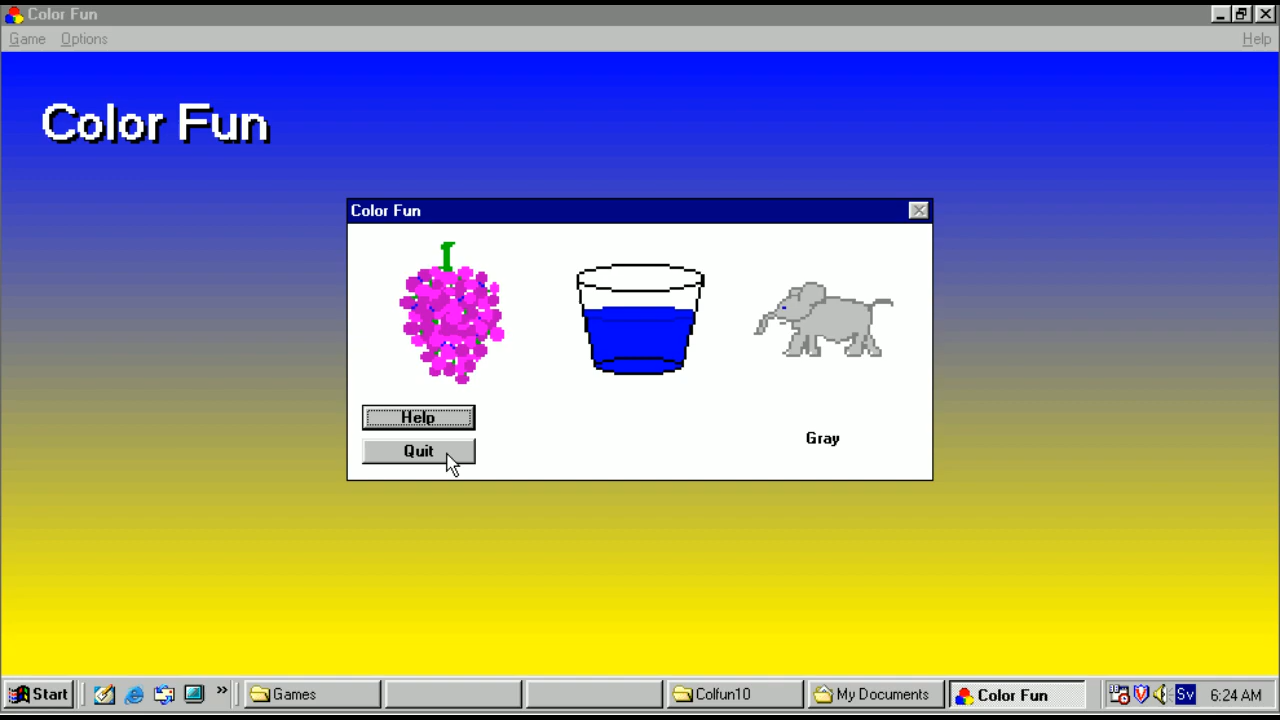 Color Fun
Game Options Help
Color Fun
Color Fun
Help
Quit
Gray
Start » Games Colfun10 My Documents Color Fun Sv 6:24 AM